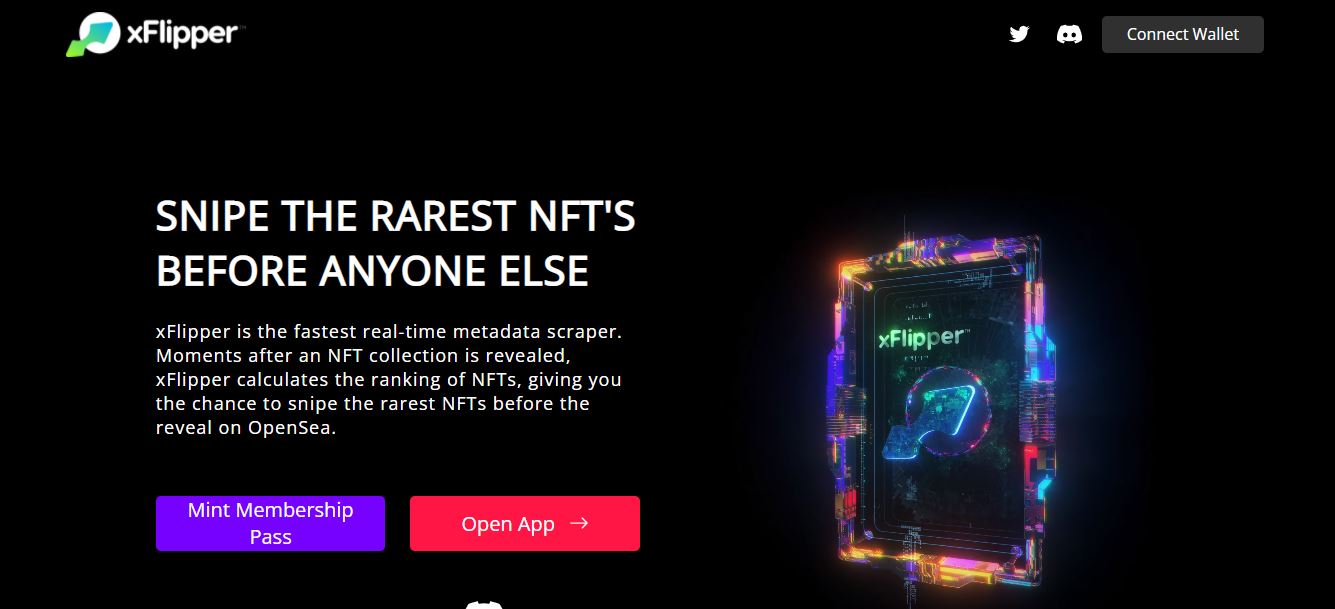 xFlipper™
Connect Wallet
SNIPE THE RAREST NFT'S
BEFORE ANYONE ELSE
xFlipper is the fastest real-time metadata scraper.
Moments after an NFT collection is revealed,
xFlipper calculates the ranking of NFTs, giving you
the chance to snipe the rarest NFTs before the
reveal on OpenSea.
Mint Membership
Pass
Open App →
xFlipper™